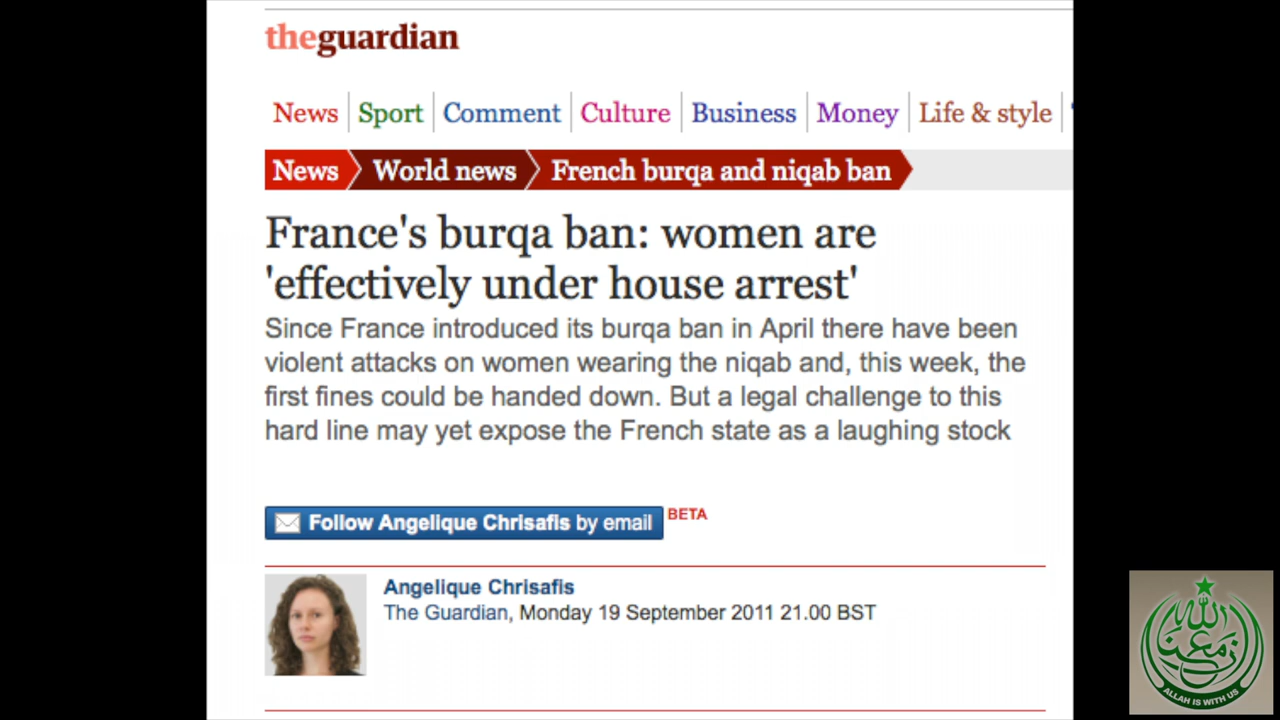 theguardian
News Sport Comment Culture Business Money Life & style
News World news French burqa and niqab ban
France's burqa ban: women are
'effectively under house arrest'
Since France introduced its burqa ban in April there have been
violent attacks on women wearing the niqab and, this week, the
first fines could be handed down. But a legal challenge to this
hard line may yet expose the French state as a laughing stock
Follow Angelique Chrisafis by email BETA
Angelique Chrisafis
The Guardian, Monday 19 September 2011 21.00 BST
الله
معنا
ALLAH IS WITH US